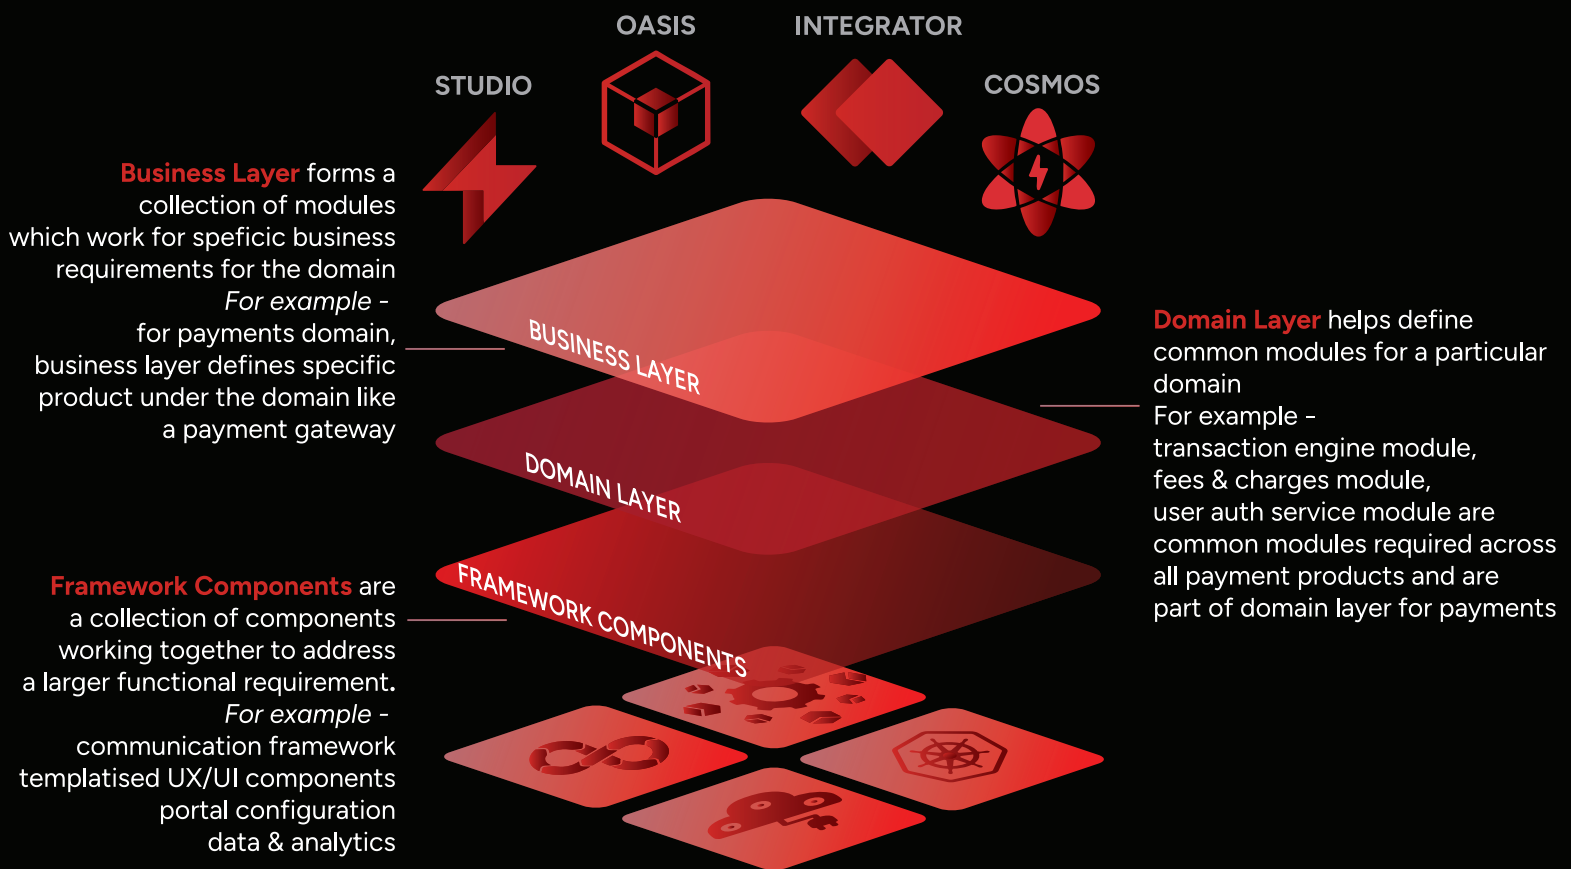 OASIS
INTEGRATOR
STUDIO
COSMOS
Business Layer forms a
collection of modules
which work for speficic business
requirements for the domain
For example -
for payments domain,
business layer defines specific
product under the domain like
a payment gateway
BUSINESS LAYER
Domain Layer helps define
common modules for a particular
domain
For example -
transaction engine module,
fees & charges module,
user auth service module are
common modules required across
all payment products and are
part of domain layer for payments
DOMAIN LAYER
FRAMEWORK COMPONENTS
Framework Components are
a collection of components
working together to address
a larger functional requirement.
For example -
communication framework
templatised UX/UI components
portal configuration
data & analytics